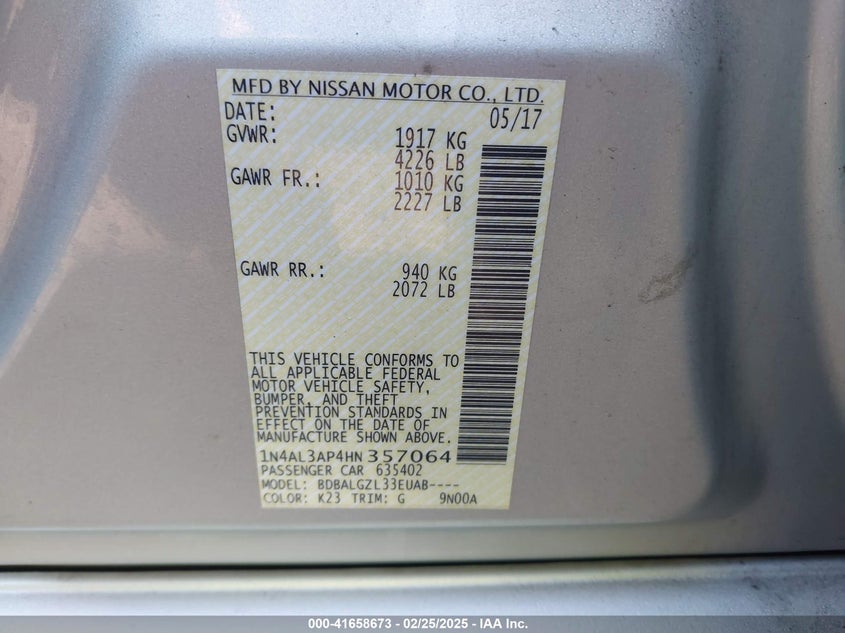 MFD BY NISSAN MOTOR CO., LTD.
DATE: 05/17
GVWR: 1917 KG
4226 LB
GAWR FR.: 1010 KG
2227 LB
GAWR RR.: 940 KG
2072 LB
THIS VEHICLE CONFORMS TO
ALL APPLICABLE FEDERAL
MOTOR VEHICLE SAFETY,
BUMPER, AND THEFT
PREVENTION STANDARDS IN
EFFECT ON THE DATE OF
MANUFACTURE SHOWN ABOVE.
1N4AL3AP4HN357064
PASSENGER CAR 635402
MODEL: BDBALGZL33EUAB----
COLOR: K23 TRIM: G 9N00A
000-41658673 - 02/25/2025 - IAA Inc.